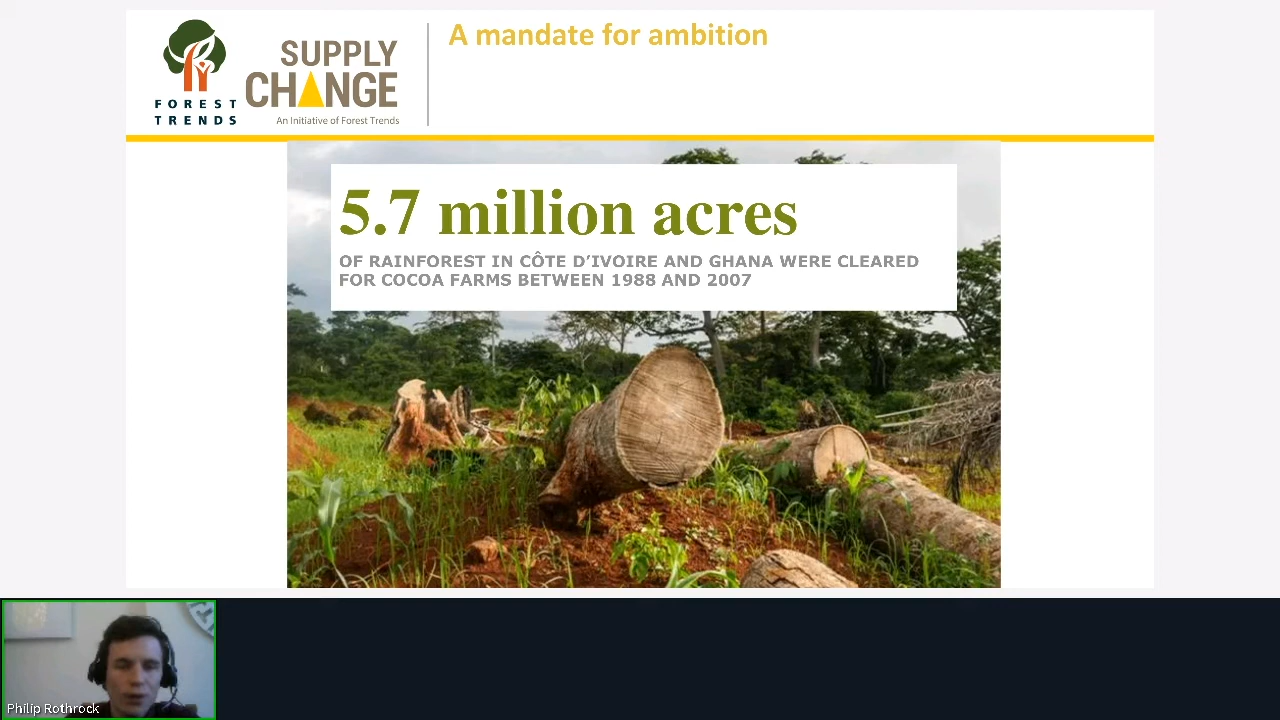 FOREST
TRENDS
SUPPLY
CHANGE
An Initiative of Forest Trends
A mandate for ambition
5.7 million acres
OF RAINFOREST IN CÔTE D’IVOIRE AND GHANA WERE CLEARED
FOR COCOA FARMS BETWEEN 1988 AND 2007
Philip Rothrock